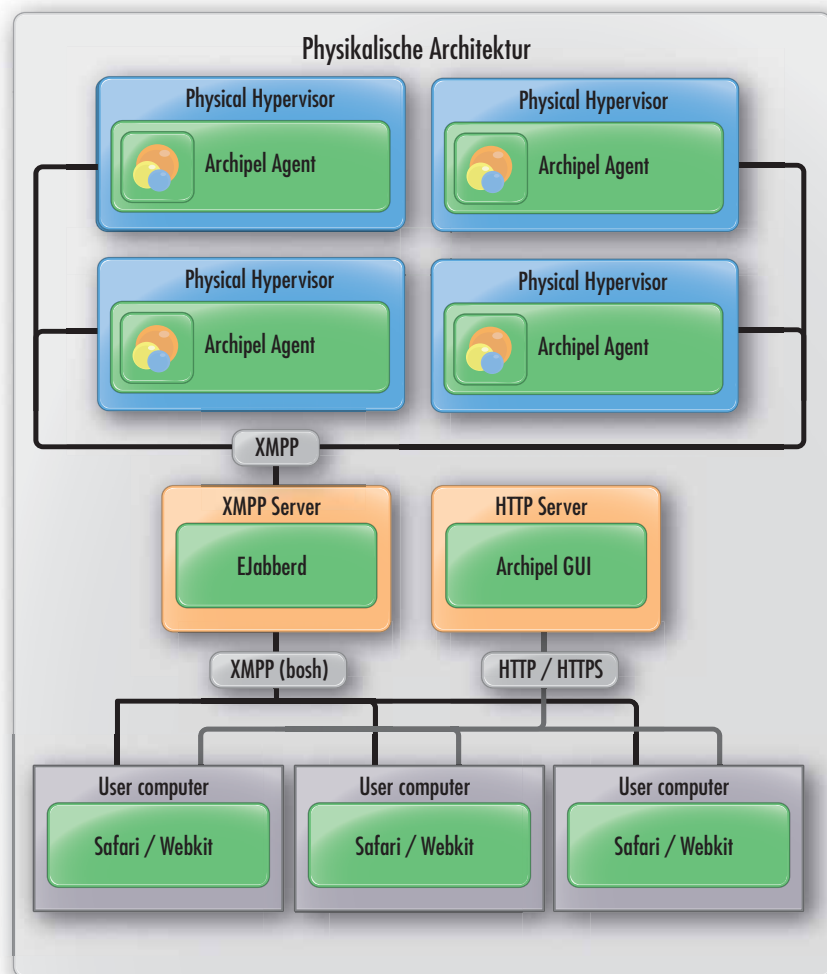 Physikalische Architektur
Physical Hypervisor
Archipel Agent
Physical Hypervisor
Archipel Agent
Physical Hypervisor
Archipel Agent
Physical Hypervisor
Archipel Agent
XMPP
XMPP Server
EJabberd
HTTP Server
Archipel GUI
XMPP (bosh)
HTTP / HTTPS
User computer
Safari / Webkit
User computer
Safari / Webkit
User computer
Safari / Webkit